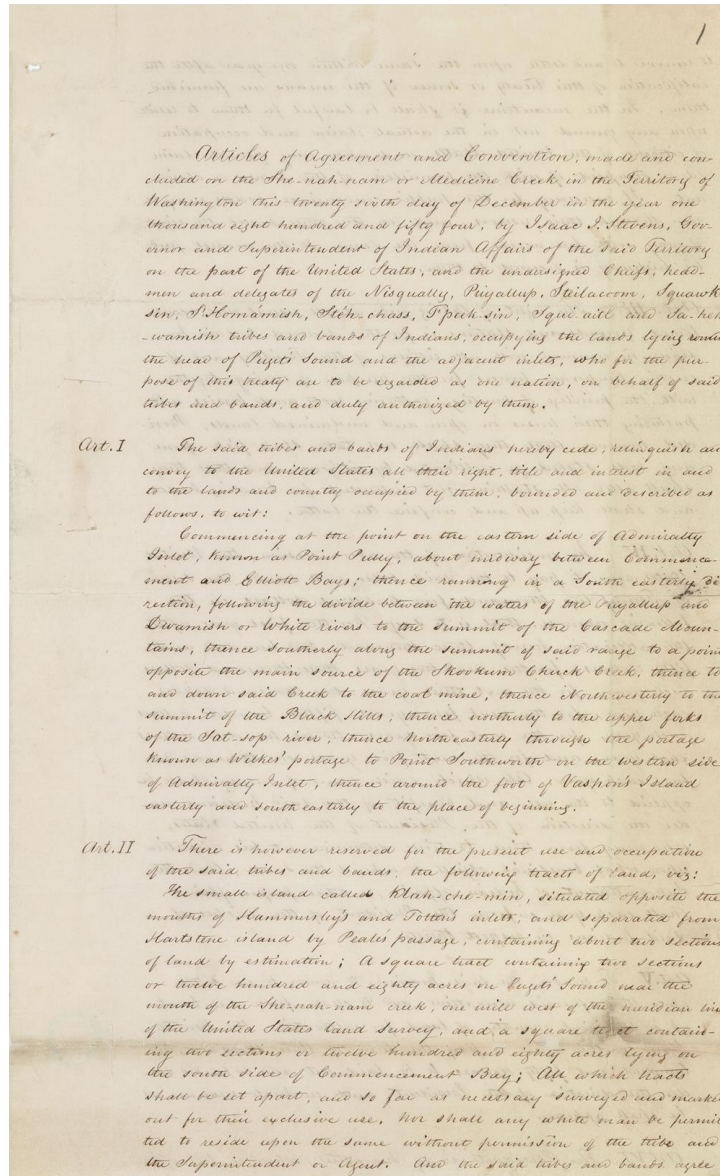 1
Articles of Agreement and Convention, made and con-
cluded on the She-nah-nam or Medicine Creek in the Territory of
Washington this twenty sixth day of December in the year one
thousand eight hundred and fifty four, by Isaac I. Stevens, Gov-
ernor and Superintendent of Indian Affairs of the said Territory
on the part of the United States, and the undersigned Chiefs, head-
men and delegates of the Nisqually, Puyallup, Steilacoom, Squawk
sin, S'Homámish, Stéh-chass, T'peek-sin, Squi-aitl and Sa-heh
-wamish tribes and bands of Indians, occupying the lands lying round
the head of Puget's Sound and the adjacent inlets, who for the pur-
pose of this treaty are to be regarded as one nation, on behalf of said
tribes and bands, and duly authorized by them.
Art. I The said tribes and bands of Indians hereby cede, relinquish and
convey to the United States all their right, title and interest in and
to the lands and country occupied by them, bounded and described as
follows, to wit:
Commencing at the point on the eastern side of Admiralty
Inlet, known as Point Pully, about midway between Commence-
ment and Elliott Bays; thence running in a South easterly di
rection, following the divide between the waters of the Puyallup and
Dwamish or White rivers to the summit of the Cascade Moun-
tains, thence southerly along the summit of said range to a point
opposite the main source of the Skookum Chuck Creek, thence to
and down said Creek to the coal mine, thence Northwesterly to the
summit of the Black Hills; thence northerly to the upper forks
of the Sat-sop river, thence northeasterly through the portage
known as Wilkes' portage to Point Southworth on the western side
of Admiralty Inlet, thence around the foot of Vashon's Island
easterly and south easterly to the place of beginning.
Art. II There is however reserved for the present use and occupation
of the said tribes and bands, the following tracts of land, viz:
The small island called Klah-che-min, situated opposite the
mouths of Hammersley's and Totten's inlets, and separated from
Hartstene island by Peale's passage, containing about two sections
of land by estimation; A square tract containing two sections
or twelve hundred and eighty acres on Puget's Sound near the
mouth of the She-nah-nam creek, one mile west of the meridian line
of the United States land survey, and a square tract contain-
ing two sections or twelve hundred and eighty acres lying on
the south side of Commencement Bay; All which tracts
shall be set apart, and so far as necessary surveyed and marked
out for their exclusive use. Nor shall any white man be permit
ted to reside upon the same without permission of the tribe and
the Superintendent or Agent. And the said tribes and bands agree